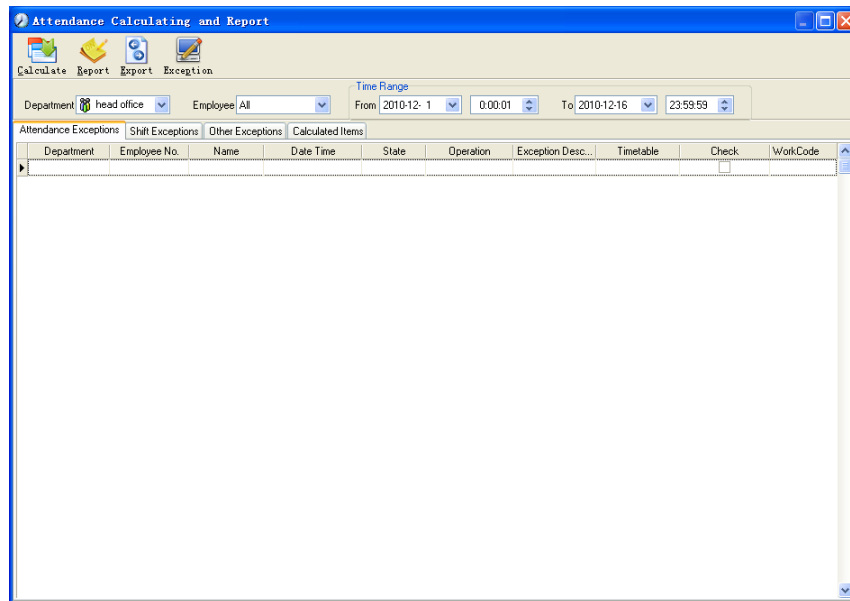 Attendance Calculating and Report
Calculate Report Export Exception
Time Range
Department head office Employee All From 2010-12- 1 0:00:01 To 2010-12-16 23:59:59
Attendance Exceptions Shift Exceptions Other Exceptions Calculated Items
Department Employee No. Name Date Time State Operation Exception Desc... Timetable Check WorkCode